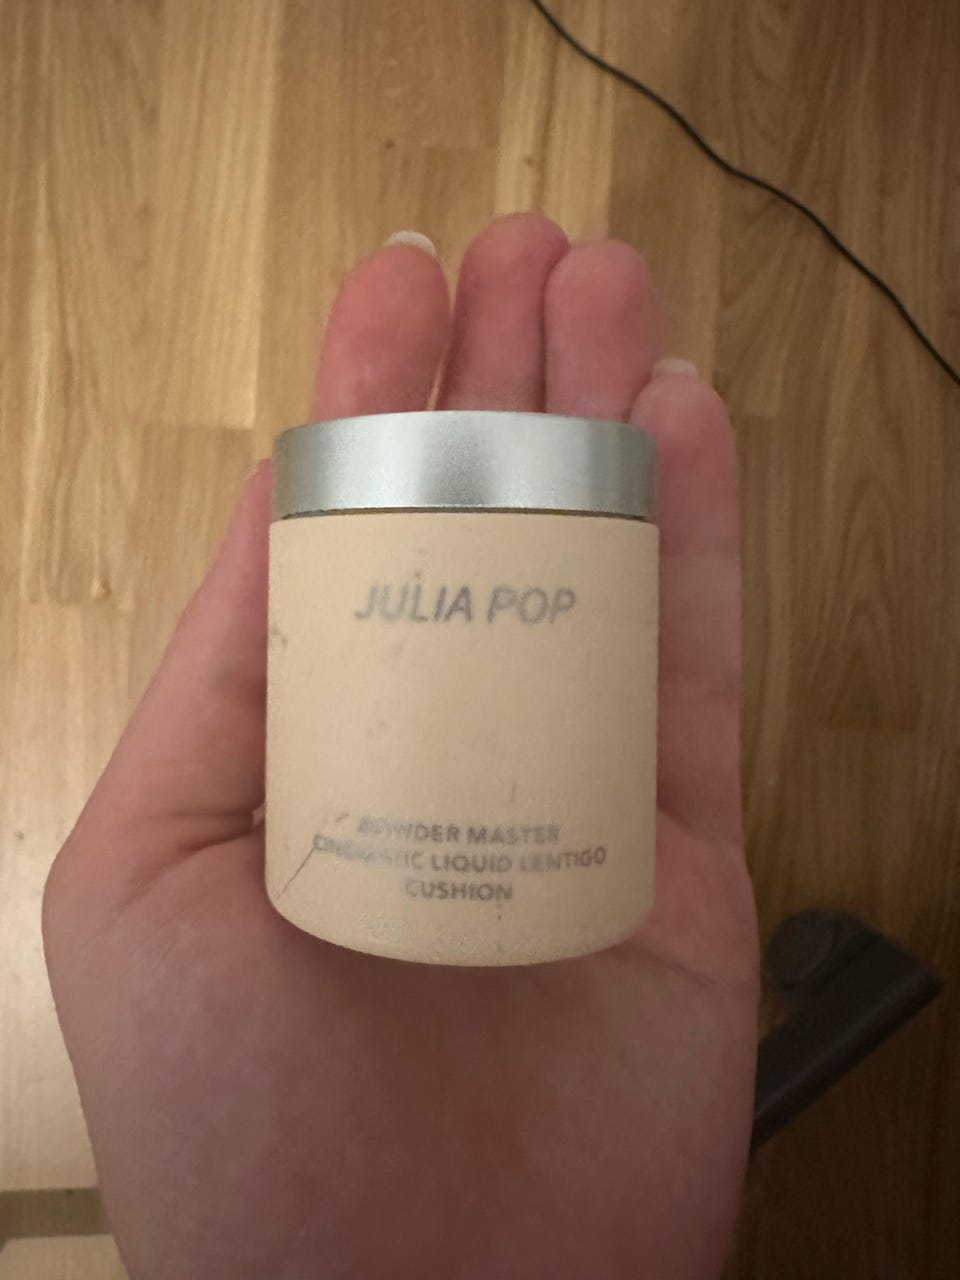 JULIA POP
POWDER MASTER
LIQUID LENTIGO
CUSHION